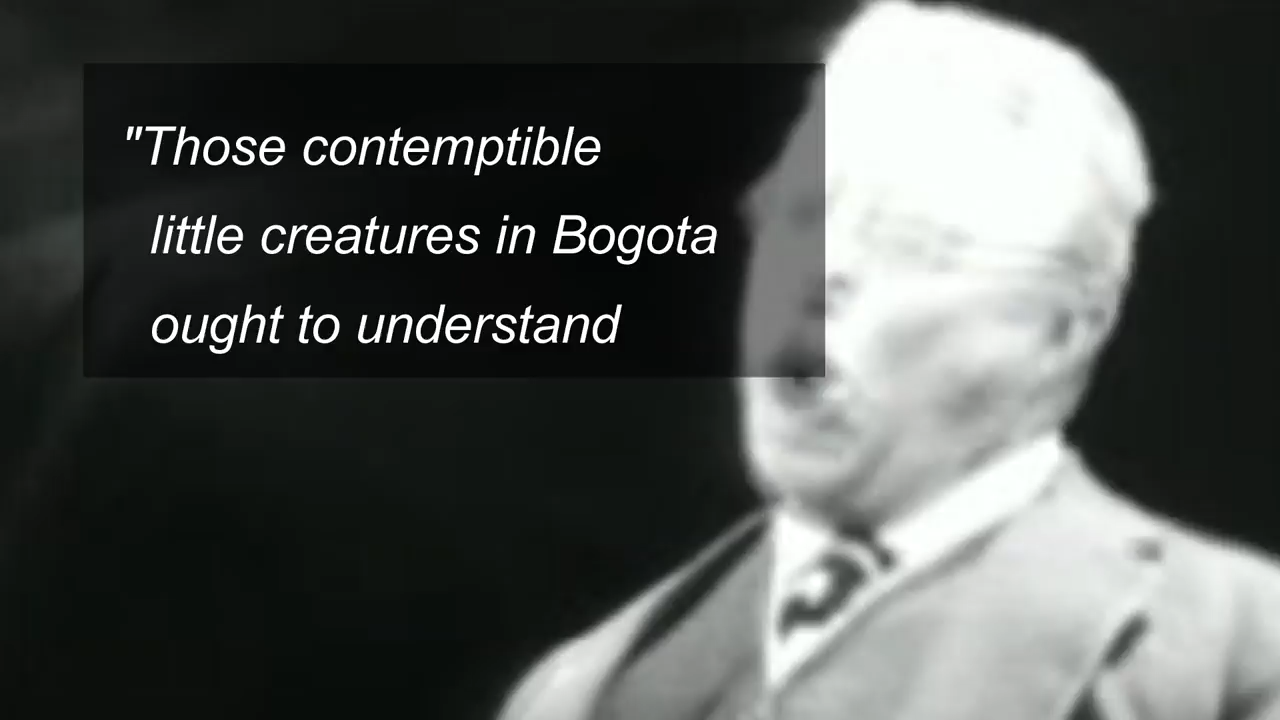 "Those contemptible
little creatures in Bogota
ought to understand